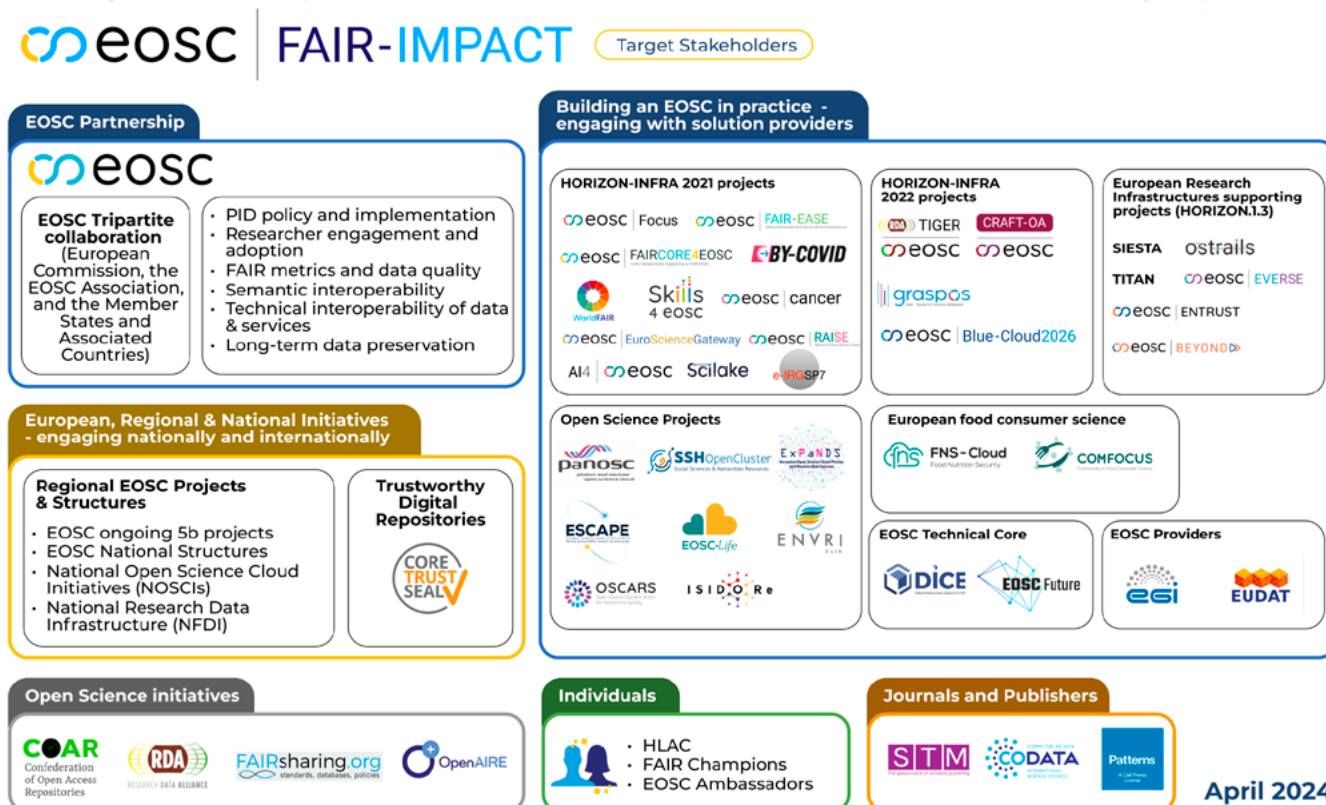 eosc | FAIR-IMPACT
Target Stakeholders
EOSC Partnership
eosc
EOSC Tripartite
collaboration
(European
Commission, the
EOSC Association,
and the Member
States and
Associated
Countries)
• PID policy and implementation
• Researcher engagement and
adoption
• FAIR metrics and data quality
• Semantic interoperability
• Technical interoperability of data
& services
• Long-term data preservation
Building an EOSC in practice -
engaging with solution providers
HORIZON-INFRA 2021 projects
eosc | Focus
eosc | FAIR-EASE
eosc | FAIRCORE4EOSC
BY-COVID
WorldFAIR
Skills
4 eosc
eosc | cancer
eosc | EuroScienceGateway
eosc | RAISE
AI4 | eosc
Scilake
e-IRGSP7
HORIZON-INFRA
2022 projects
RDA TIGER
eosc
CRAFT-OA
eosc
graspos
eosc | Blue-Cloud2026
European Research
Infrastructures supporting
projects (HORIZON.1.3)
SIESTA
ostrails
TITAN
eosc | EVERSE
eosc | ENTRUST
eosc | BEYOND
Open Science Projects
panosc
SSHOPENCLUSTER
Social Sciences & Humanities Resources
ExPaNDS
ESCAPE
EOSC-Life
ENVRI
FAIR
OSCARS
ISIDORe
European food consumer science
FNS-Cloud
Food Nutrition Security
COMFOCUS
EOSC Technical Core
DICE
EOSC Future
EOSC Providers
egi
EUDAT
European, Regional & National Initiatives
- engaging nationally and internationally
Regional EOSC Projects
& Structures
• EOSC ongoing 5b projects
• EOSC National Structures
• National Open Science Cloud
Initiatives (NOSCIs)
• National Research Data
Infrastructure (NFDI)
Trustworthy
Digital
Repositories
CORE
TRUST
SEAL
Open Science initiatives
COAR
Confederation
of Open Access
Repositories
RDA
RESEARCH DATA ALLIANCE
FAIRsharing.org
standards, databases, policies
OpenAIRE
Individuals
• HLAC
• FAIR Champions
• EOSC Ambassadors
Journals and Publishers
STM
COMMITTEE ON DATA
CODATA
INTERNATIONAL
SCIENCE COUNCIL
Patterns
A Cell Press
Journal
April 2024